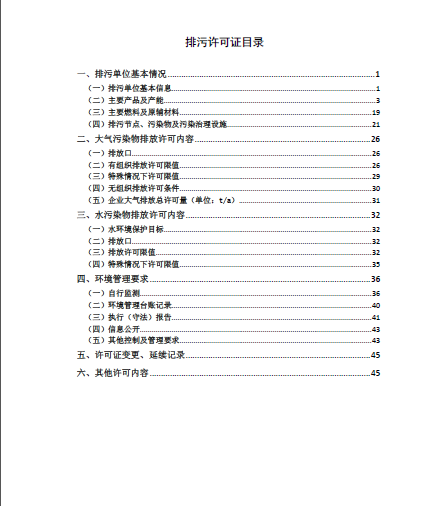 排污许可证目录
一、排污单位基本情况 1
（一）排污单位基本信息 1
（二）主要产品及产能 3
（三）主要燃料及原辅材料 19
（四）排污节点、污染物及污染治理设施 21
二、大气污染物排放许可内容 26
（一）排放口 26
（二）有组织排放许可限值 26
（三）特殊情况下许可限值 29
（四）无组织排放许可条件 30
（五）企业大气排放总许可量（单位：t/a） 31
三、水污染物排放许可内容 32
（一）水环境保护目标 32
（二）排放口 32
（三）排放许可限值 32
（四）特殊情况下许可限值 35
四、环境管理要求 36
（一）自行监测 36
（二）环境管理台账记录 40
（三）执行（守法）报告 41
（四）信息公开 43
（五）其他控制及管理要求 43
五、许可证变更、延续记录 45
六、其他许可内容 45